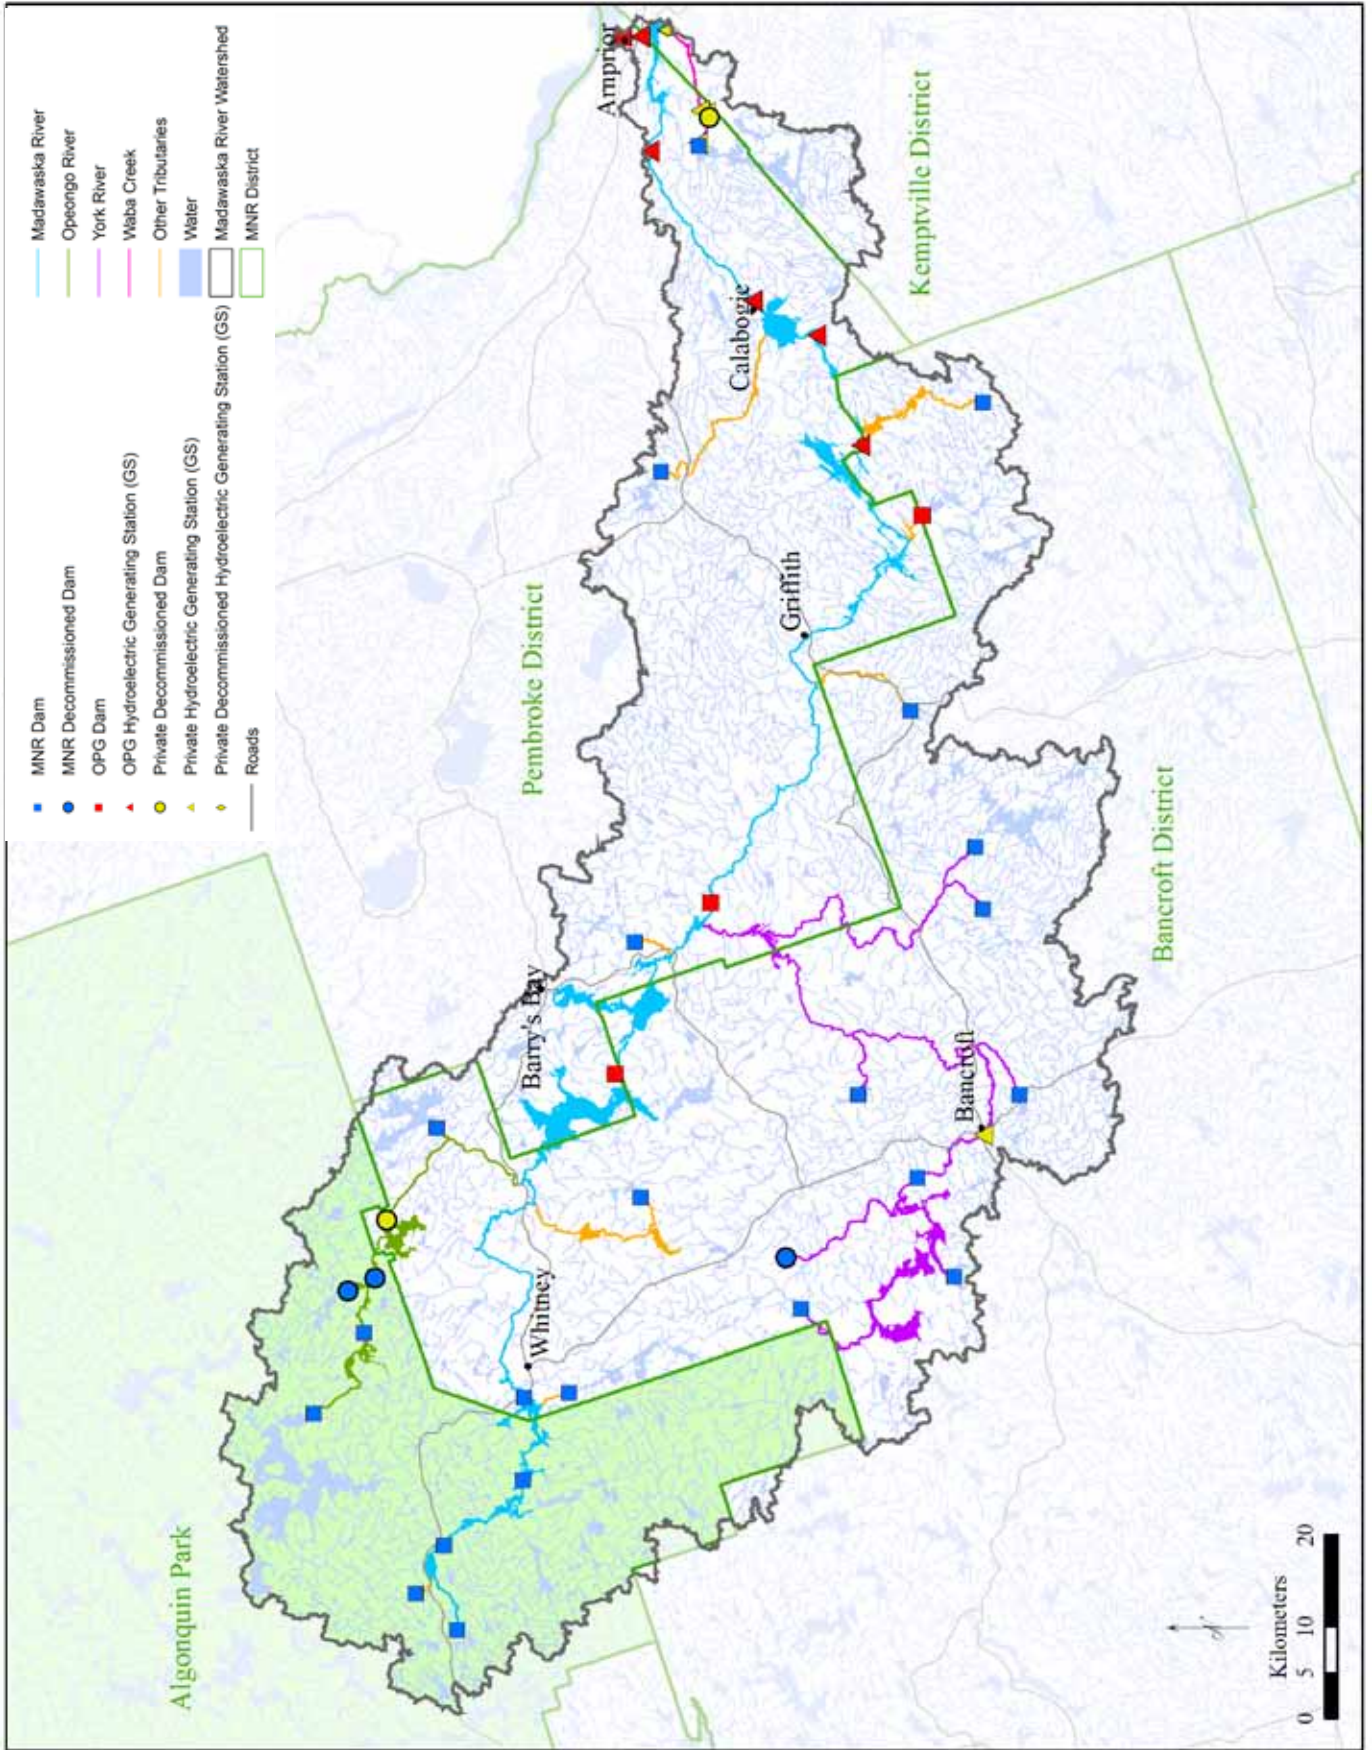 MNR Dam
MNR Decommissioned Dam
OPG Dam
OPG Hydroelectric Generating Station (GS)
Private Decommissioned Dam
Private Hydroelectric Generating Station (GS)
Private Decommissioned Hydroelectric Generating Station (GS)
Roads
Madawaska River
Opeongo River
York River
Waba Creek
Other Tributaries
Water
Madawaska River Watershed
MNR District
Algonquin Park
Pembroke District
Kemptville District
Bancroft District
Whitney
Barry's Bay
Bancroft
Griffith
Calabogie
Arnprior
N
Kilometers
0 5 10 20